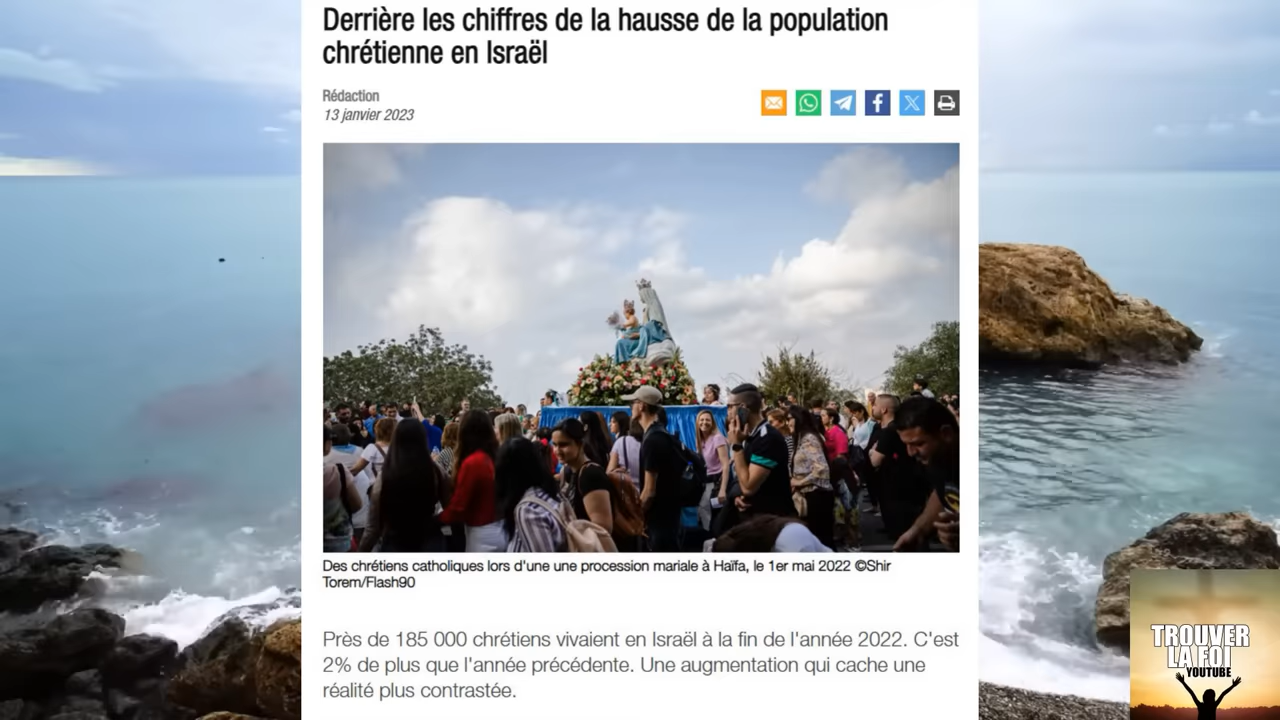 Derrière les chiffres de la hausse de la population
chrétienne en Israël
Rédaction
13 janvier 2023
Des chrétiens catholiques lors d'une une procession mariale à Haïfa, le 1er mai 2022 ©Shir
Torem/Flash90
Près de 185 000 chrétiens vivaient en Israël à la fin de l'année 2022. C'est
2% de plus que l'année précédente. Une augmentation qui cache une
réalité plus contrastée.
TROUVER
LA FOI
YOUTUBE